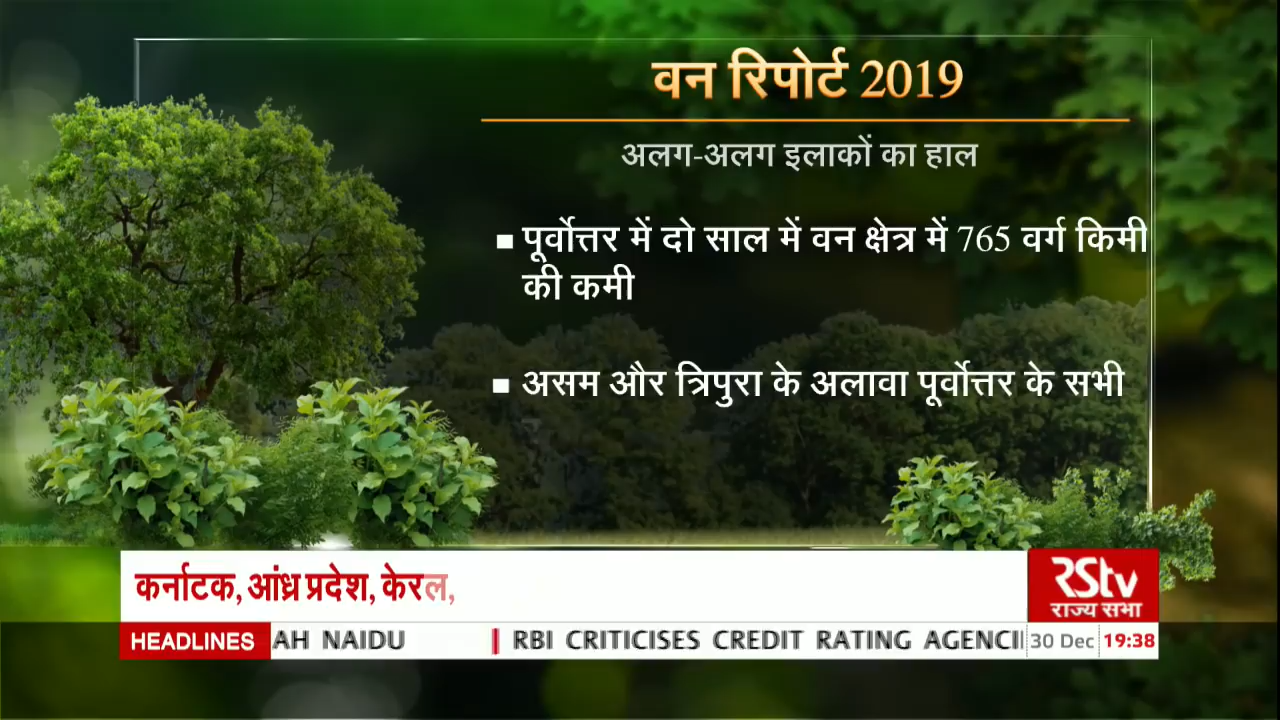 वन रिपोर्ट 2019
अलग-अलग इलाकों का हाल
पूर्वोत्तर में दो साल में वन क्षेत्र में 765 वर्ग किमी
की कमी
असम और त्रिपुरा के अलावा पूर्वोत्तर के सभी
कर्नाटक, आंध्र प्रदेश, केरल,
RStv
राज्य सभा
HEADLINES AH NAIDU | RBI CRITICISES CREDIT RATING 30 Dec 19:38